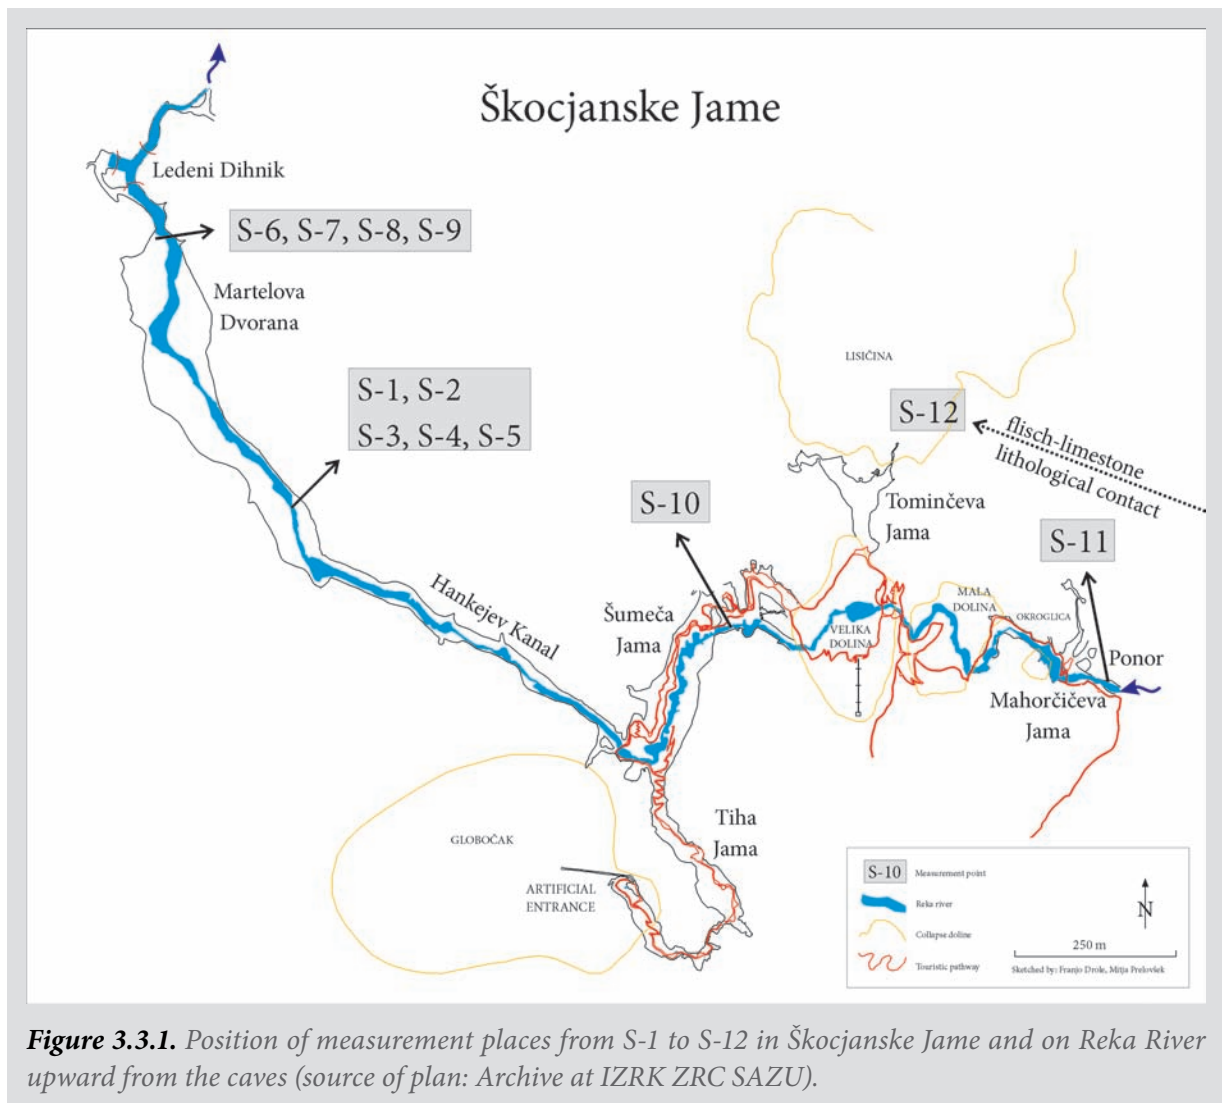 Škocjanske Jame
Ledeni Dihnik
S-6, S-7, S-8, S-9
Martelova
Dvorana
S-1, S-2
S-3, S-4, S-5
LISIČINA
S-12
flisch-limestone
lithological contact
Tominčeva
Jama
S-10
S-11
Hankejev Kanal
Šumeča
Jama
VELIKA
DOLINA
MALA
DOLINA
OKROGLICA
Ponor
Mahorčičeva
Jama
Tiha
Jama
GLOBOČAK
ARTIFICIAL
ENTRANCE
S-10 Measurement point
Reka river
Collapse doline
Touristic pathway
N
250 m
Sketched by: Franjo Drole, Mitja Prelovšek
Figure 3.3.1. Position of measurement places from S-1 to S-12 in Škocjanske Jame and on Reka River
upward from the caves (source of plan: Archive at IZRK ZRC SAZU).